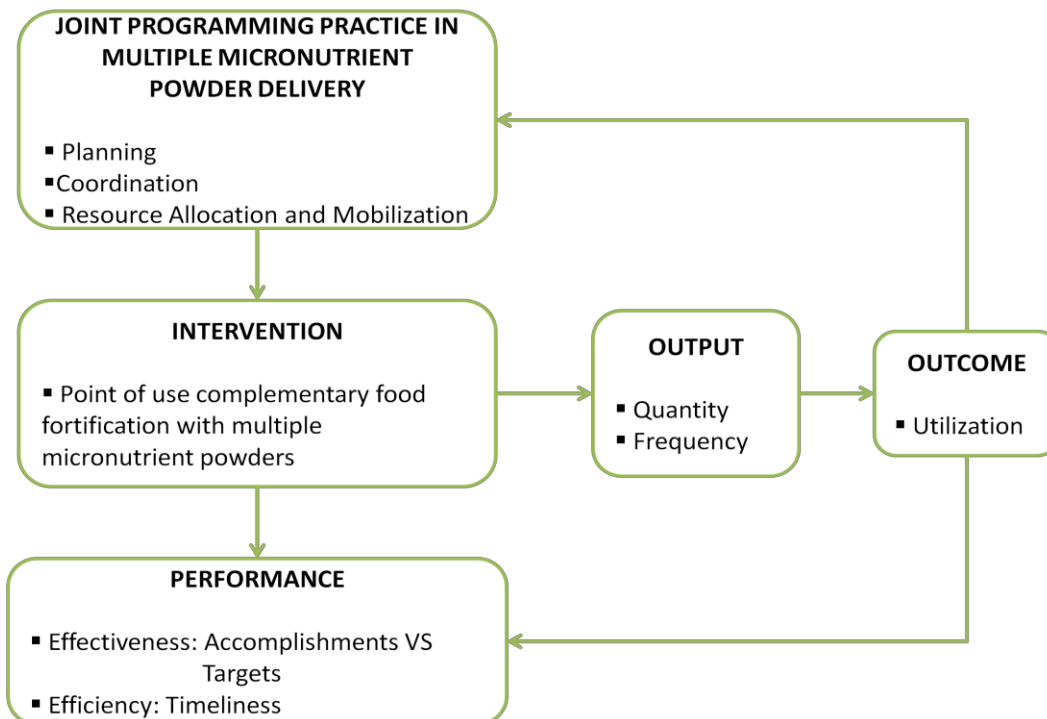 JOINT PROGRAMMING PRACTICE IN
MULTIPLE MICRONUTRIENT
POWDER DELIVERY
▪ Planning
▪Coordination
▪ Resource Allocation and Mobilization
INTERVENTION
▪ Point of use complementary food
fortification with multiple
micronutrient powders
OUTPUT
▪ Quantity
▪ Frequency
OUTCOME
▪ Utilization
PERFORMANCE
▪ Effectiveness: Accomplishments VS
Targets
▪ Efficiency: Timeliness